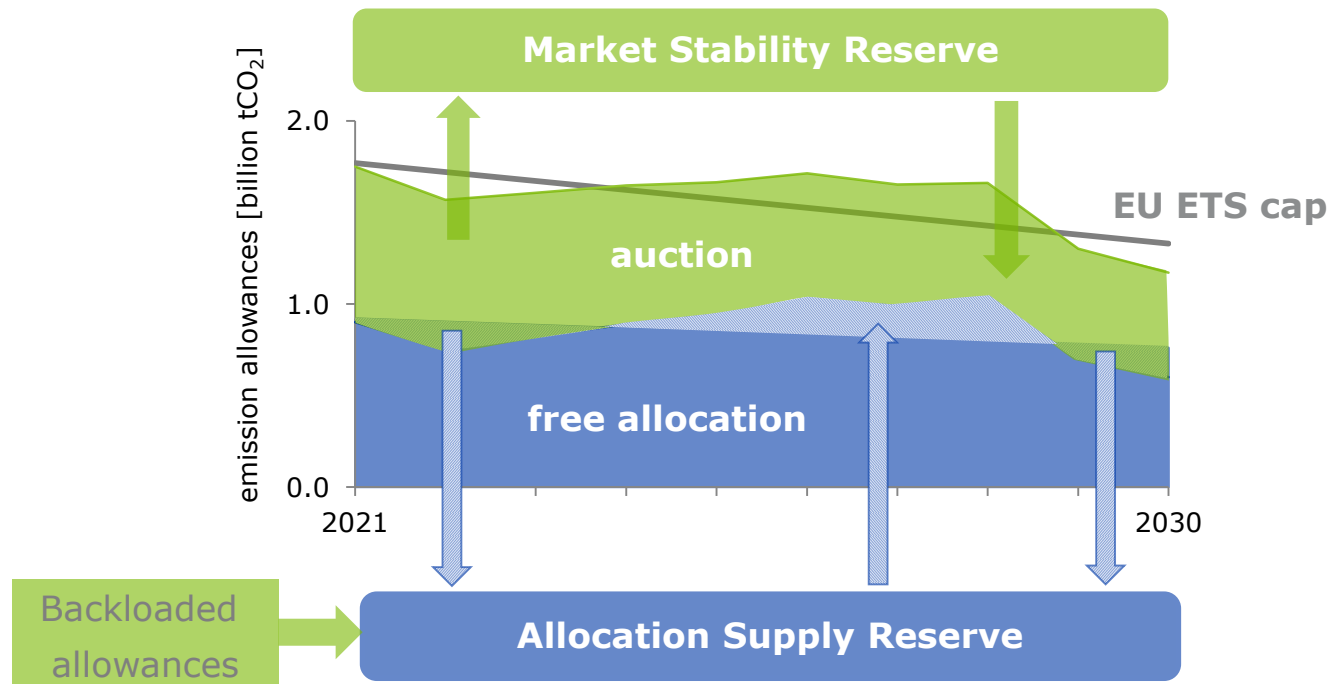 Market Stability Reserve
emission allowances [billion tCO₂]
2.0
EU ETS cap
auction
1.0
free allocation
0.0
2021
2030
Backloaded
allowances
Allocation Supply Reserve